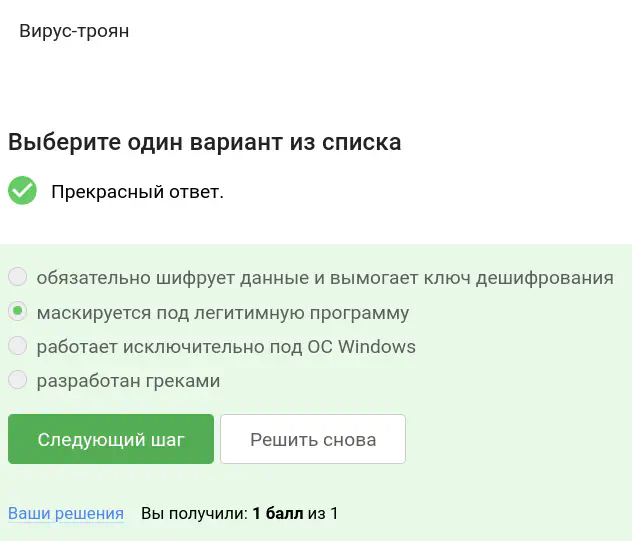 Вирус-троян
Выберите один вариант из списка
Прекрасный ответ.
обязательно шифрует данные и вымогает ключ дешифрования
маскируется под легитимную программу
работает исключительно под ОС Windows
разработан греками
Следующий шаг Решить снова
Ваши решения Вы получили: 1 балл из 1